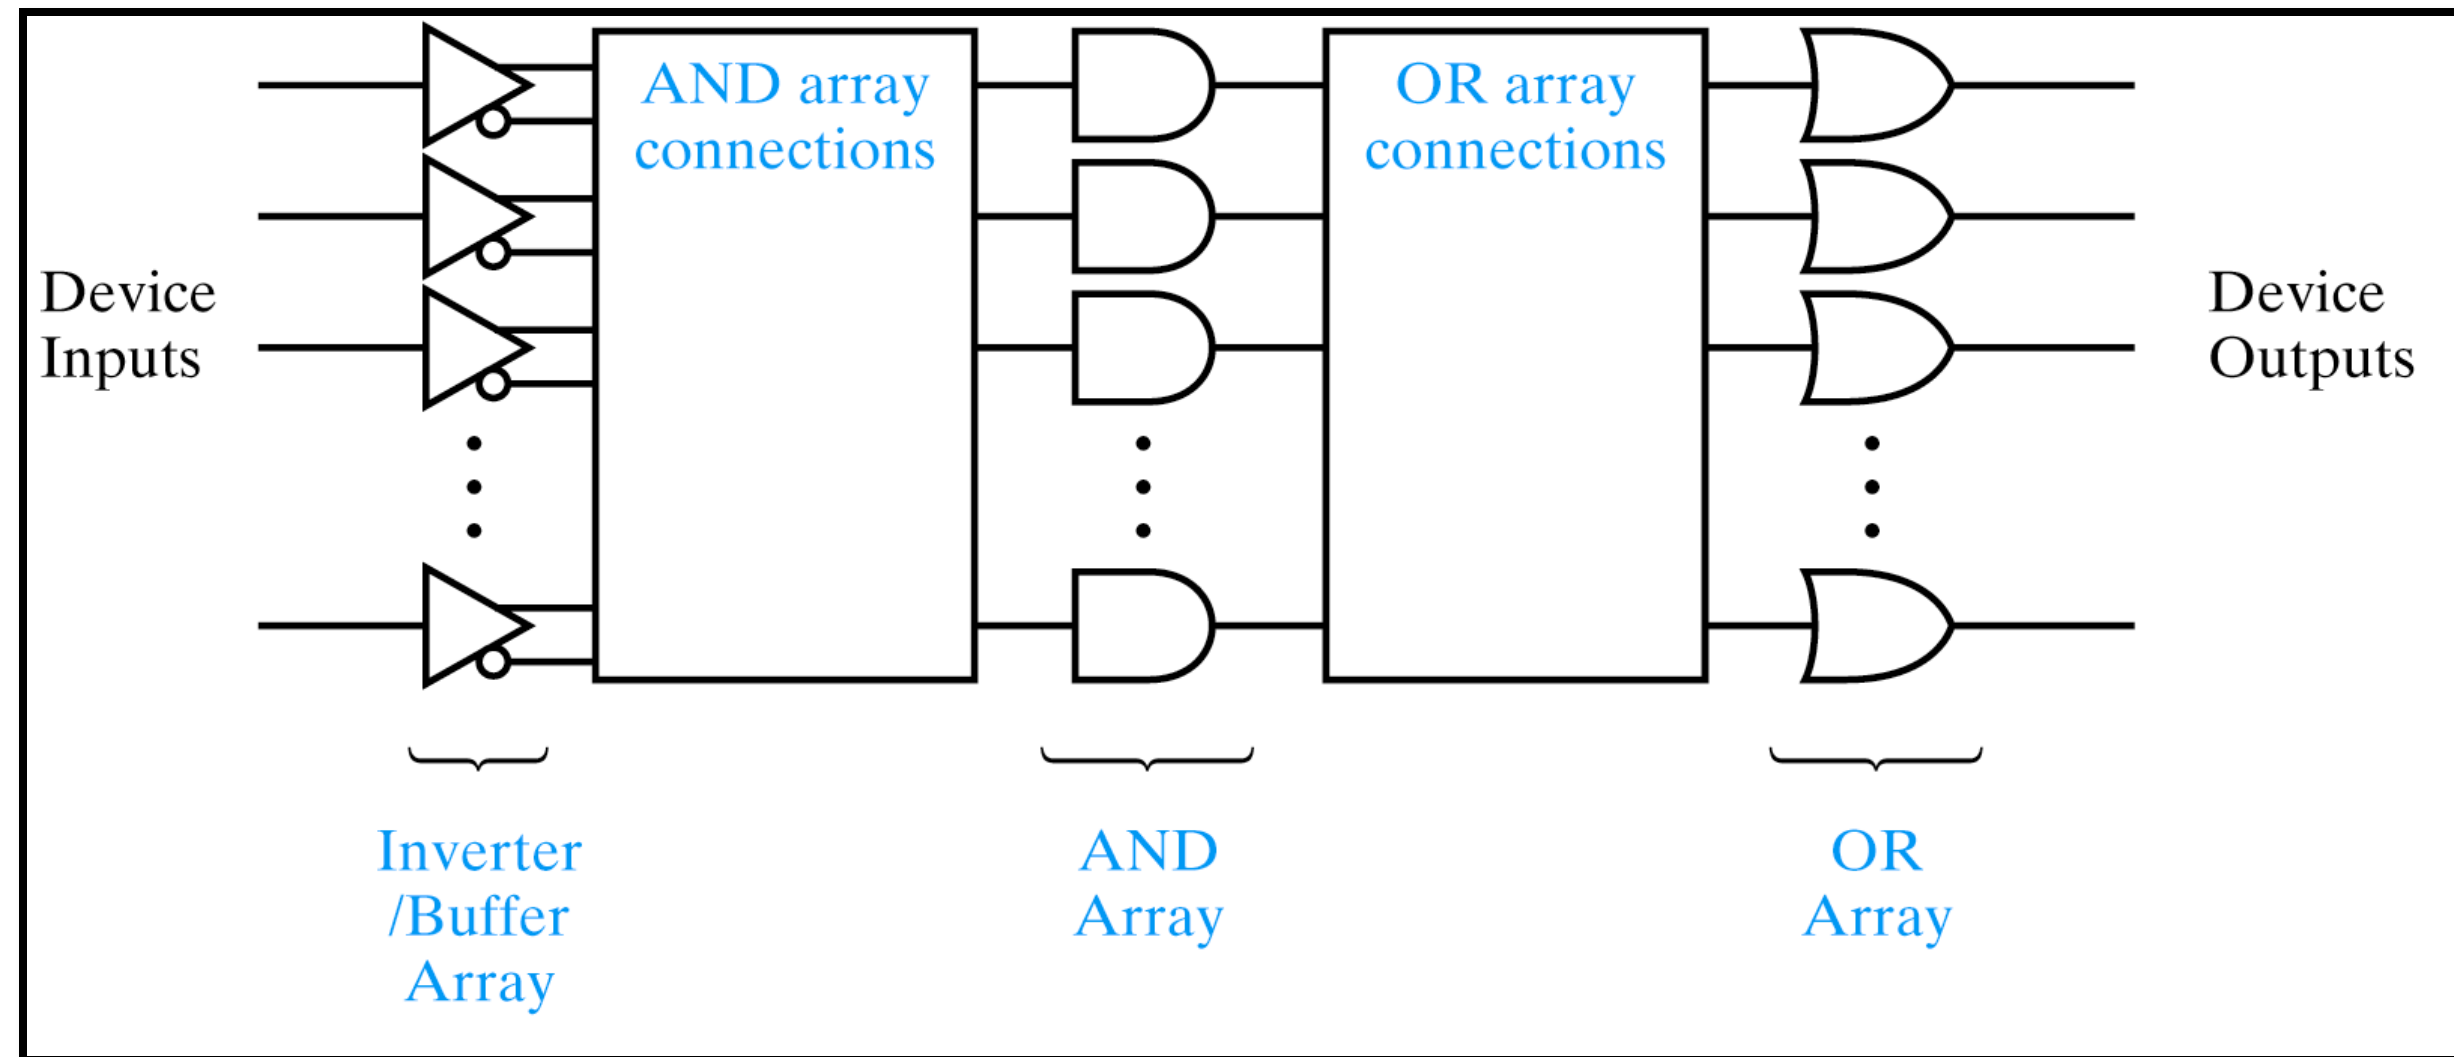 AND array
connections
OR array
connections
Device
Inputs
Device
Outputs
Inverter
/Buffer
Array
AND
Array
OR
Array